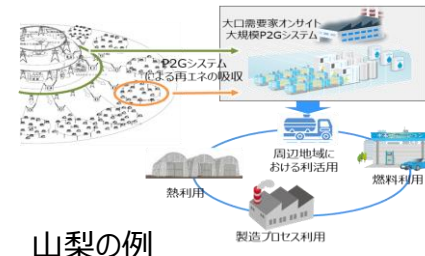 大口需要家オンサイト
大規模P2Gシステム
P2Gシステム
による再エネの吸収
周辺地域に
おける利活用
熱利用
燃料利用
製造プロセス利用
山梨の例